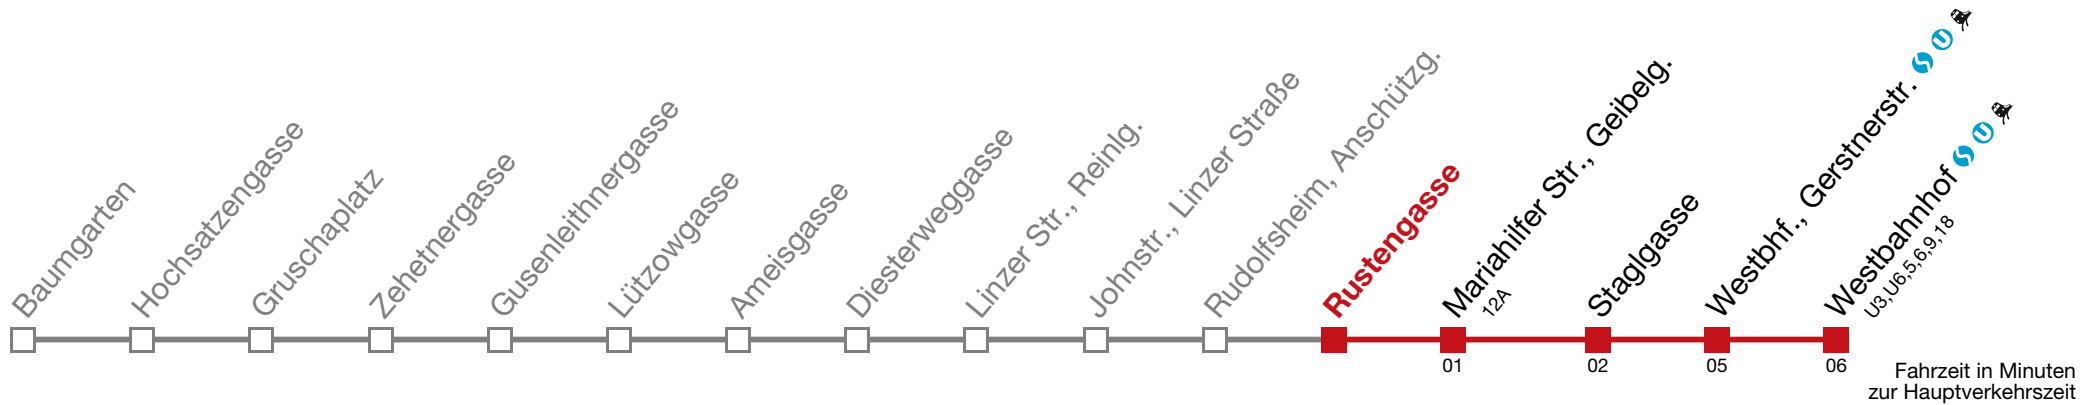 Baumgarten
Hochsatzengasse
Gruschaplatz
Zehetnergasse
Gusenleithnergasse
Lützowgasse
Ameisgasse
Diesterweggasse
Linzer Str., Reinlg.
Johnstr., Linzer Straße
Rudolfsheim, Anschützg.
Rustengasse
Mariahilfer Str., Geibelg.
12A
Staglgasse
Westbhf., Gerstnerstr. U
Westbahnhof U
U3,U6,5,6,9,18
01
02
05
06
Fahrzeit in Minuten
zur Hauptverkehrszeit